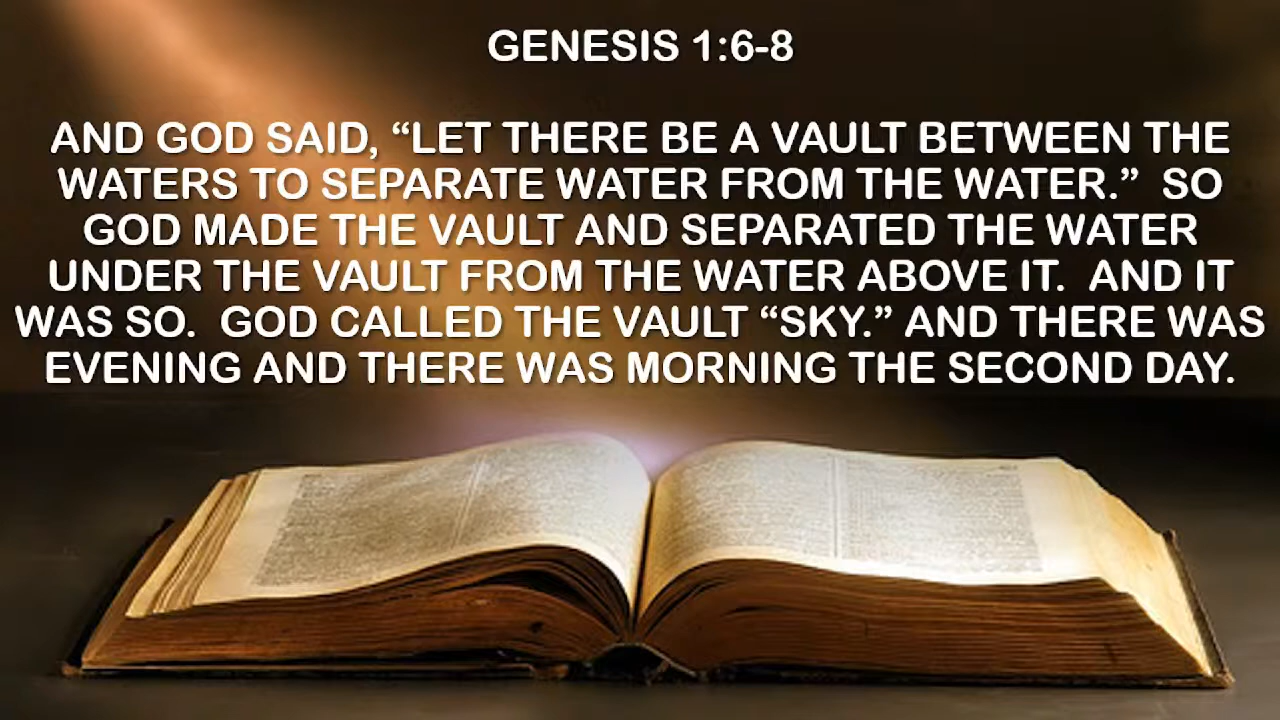 GENESIS 1:6-8
AND GOD SAID, “LET THERE BE A VAULT BETWEEN THE
WATERS TO SEPARATE WATER FROM THE WATER.”  SO
GOD MADE THE VAULT AND SEPARATED THE WATER
UNDER THE VAULT FROM THE WATER ABOVE IT.  AND IT
WAS SO.  GOD CALLED THE VAULT “SKY.” AND THERE WAS
EVENING AND THERE WAS MORNING THE SECOND DAY.